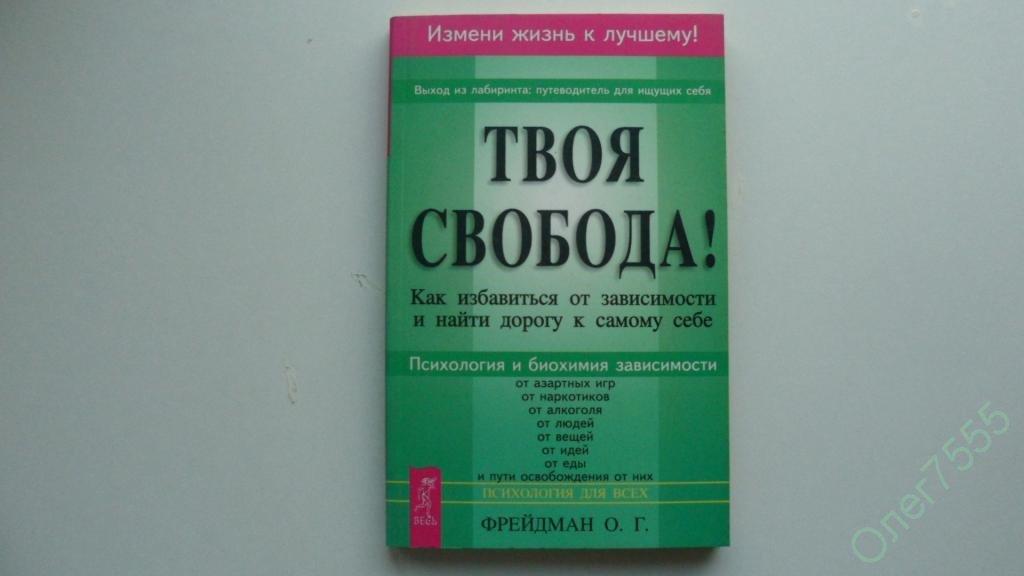 Измени жизнь к лучшему!
Выход из лабиринта: путеводитель для ищущих себя
ТВОЯ
СВОБОДА!
Как избавиться от зависимости
и найти дорогу к самому себе
Психология и биохимия зависимости
от азартных игр
от наркотиков
от алкоголя
от людей
от вещей
от идей
от еды
и пути освобождения от них
ПСИХОЛОГИЯ ДЛЯ ВСЕХ
ВЕСЬ
ФРЕЙДМАН О. Г.
Олег7555